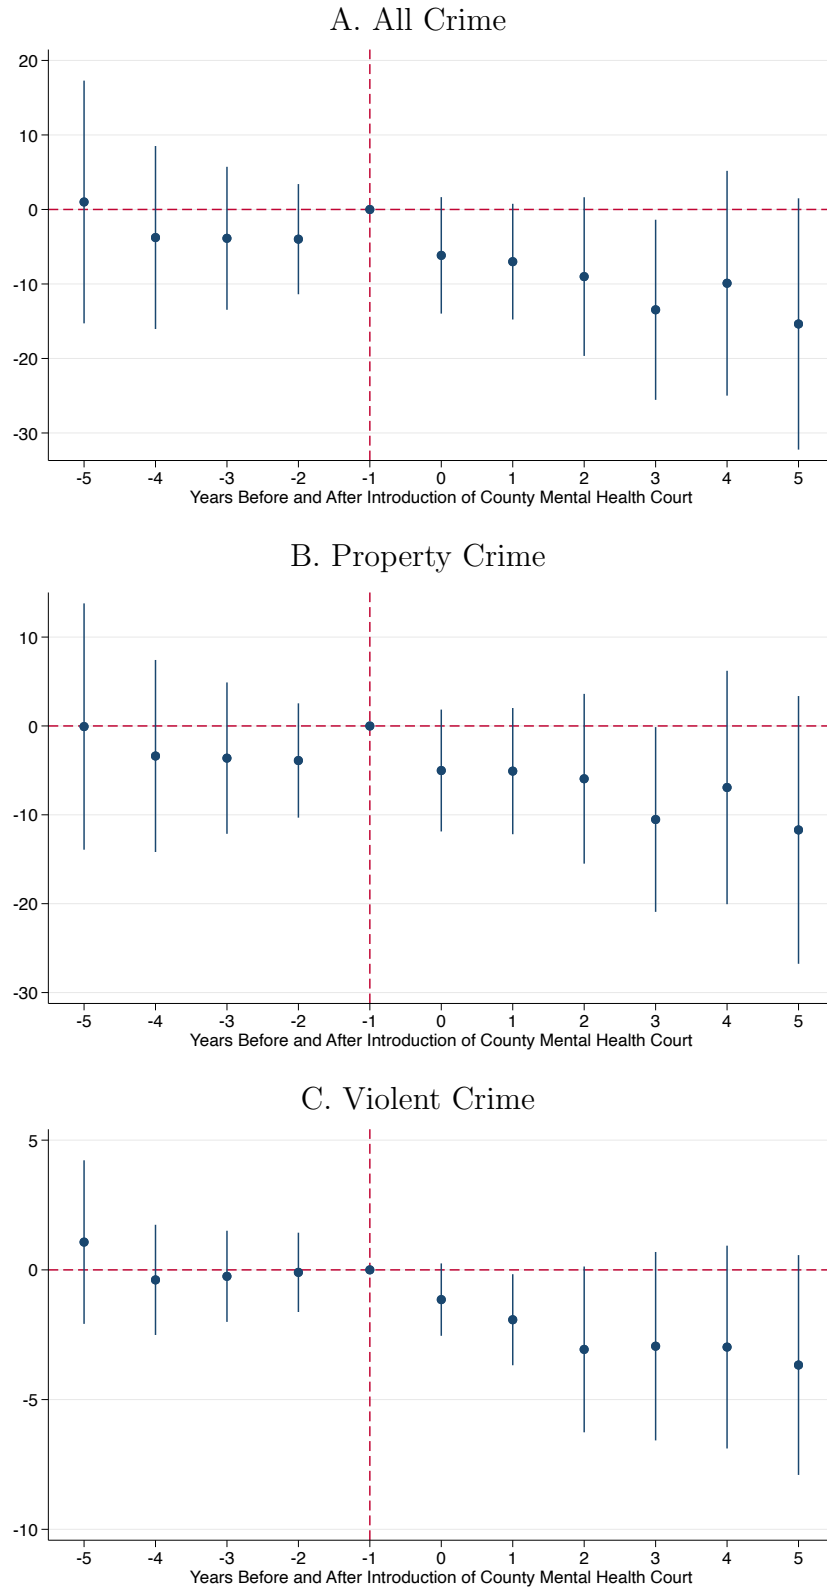 A. All Crime
20
10
0
-10
-20
-30
-5 -4 -3 -2 -1 0 1 2 3 4 5
Years Before and After Introduction of County Mental Health Court
B. Property Crime
10
0
-10
-20
-30
-5 -4 -3 -2 -1 0 1 2 3 4 5
Years Before and After Introduction of County Mental Health Court
C. Violent Crime
5
0
-5
-10
-5 -4 -3 -2 -1 0 1 2 3 4 5
Years Before and After Introduction of County Mental Health Court